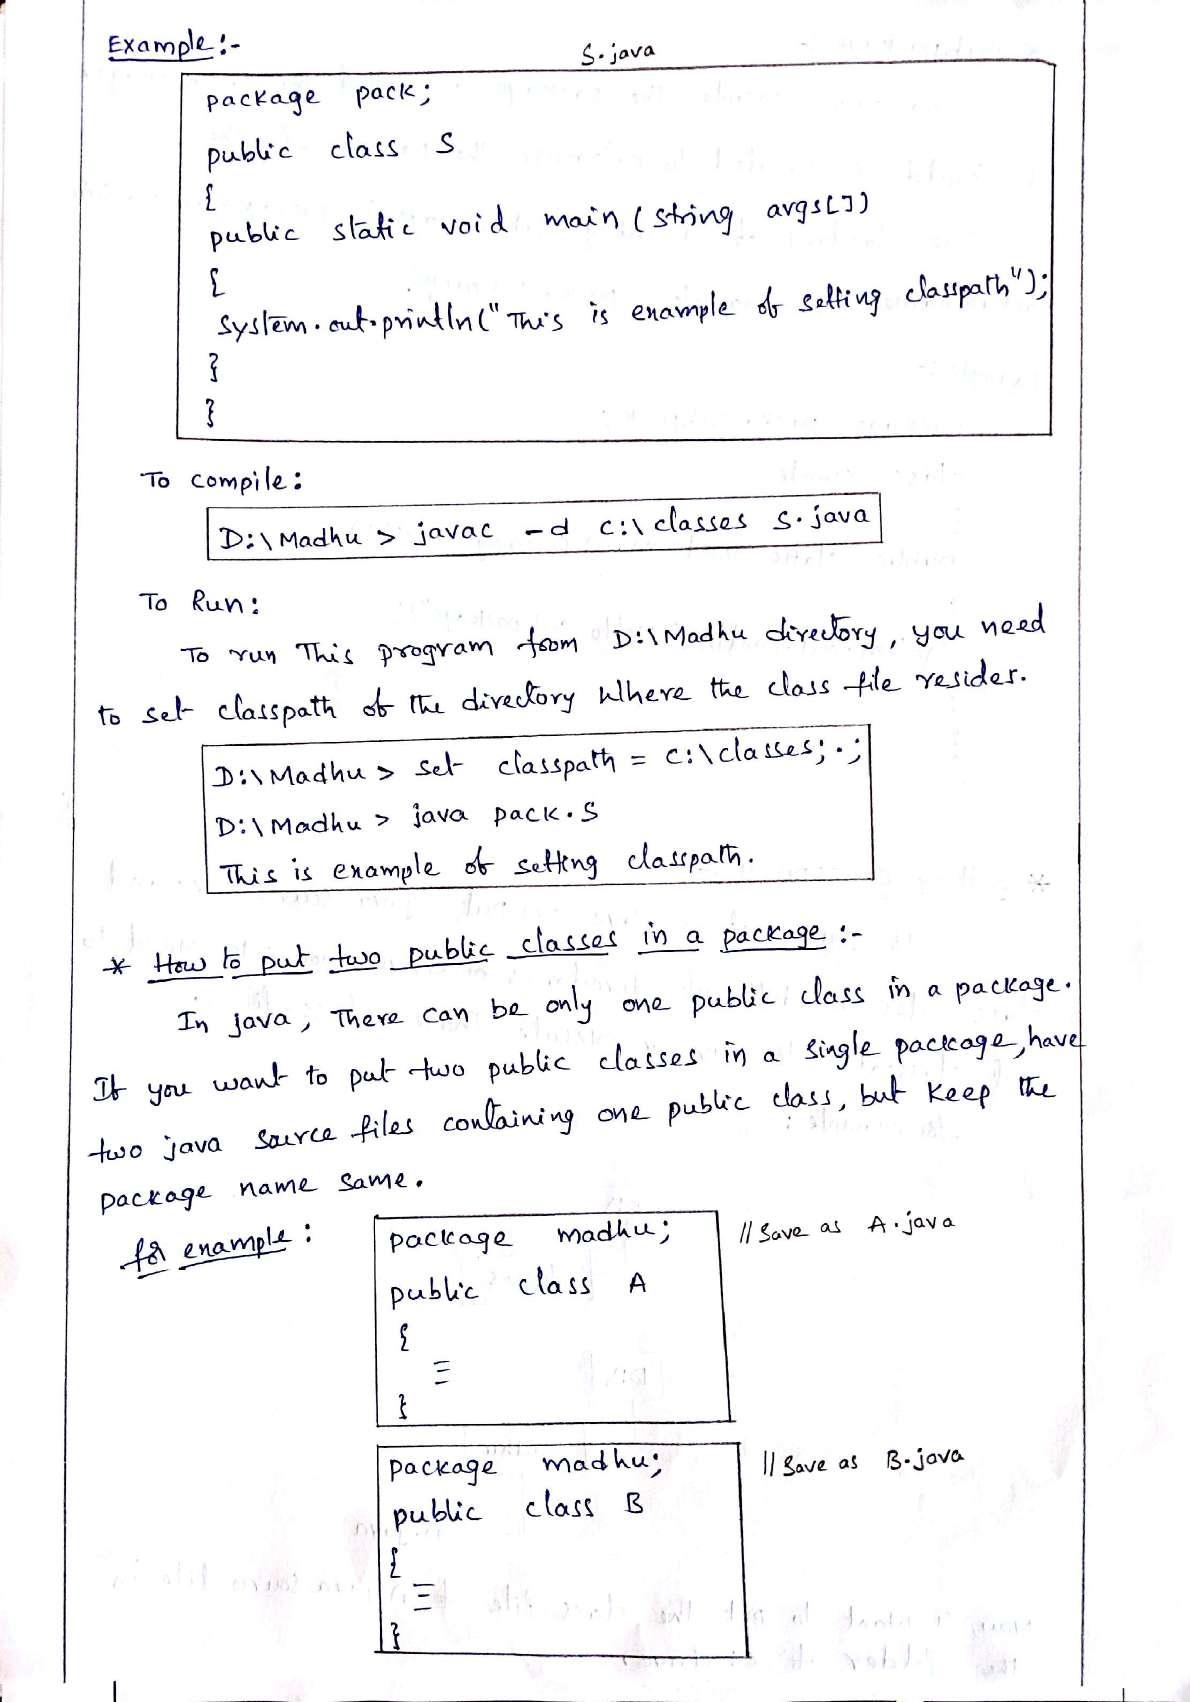 Example:-
S.java
package pack;
public class S
{
public static void main (string args[])
{
system.out.println("This is example of setting classpath");
}
}
To compile:
D:\Madhu > javac -d c:\classes S.java
To Run:
To run This program from D:\Madhu directory, you need
to set classpath of the directory where the class file resides.
D:\Madhu > set classpath = c:\classes;.;
D:\Madhu > java pack.S
This is example of setting classpath.
* How to put two public classes in a package :-
In java, There can be only one public class in a package.
If you want to put two public classes in a single package, have
two java source files containing one public class, but keep the
package name same.
for example :
package madhu; // Save as A.java
public class A
{
}
package madhu; // Save as B.java
public class B
{
}